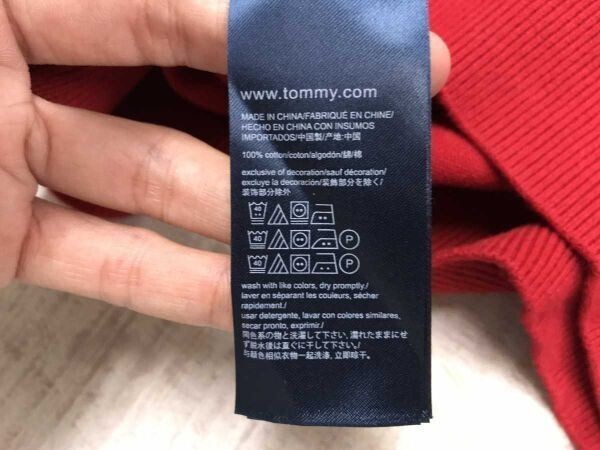 www.tommy.com
MADE IN CHINA/FABRIQUÉ EN CHINE/
HECHO EN CHINA CON INSUMOS
IMPORTADOS/中国製/产地:中国
100% cotton/coton/algodón/綿/棉
exclusive of decoration/sauf décoration/
excluye la decoración/装飾部分を除く/
装饰部分除外
40
40 P
40 P
wash with like colors, dry promptly./
laver en séparant les couleurs, sécher
rapidement./
usar detergente, lavar con colores similares,
secar pronto, exprimir./
同色系の物と洗濯して下さい, 濡れたままにせ
ず脱水後は直ぐに干して下さい./
与颜色相似衣物一起洗涤, 立即晾干.